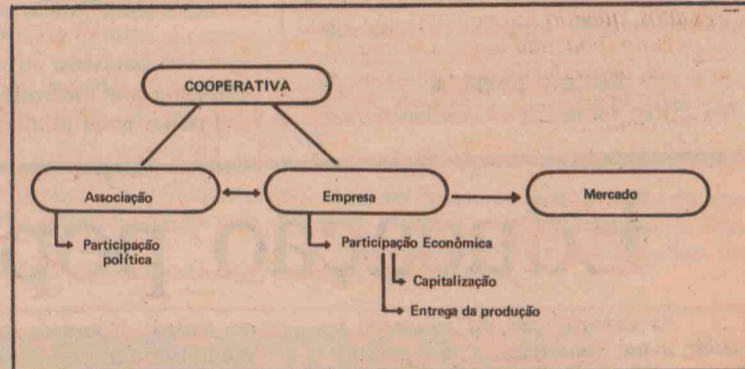 COOPERATIVA
Associação
Empresa
Mercado
Participação
política
Participação Econômica
Capitalização
Entrega da produção